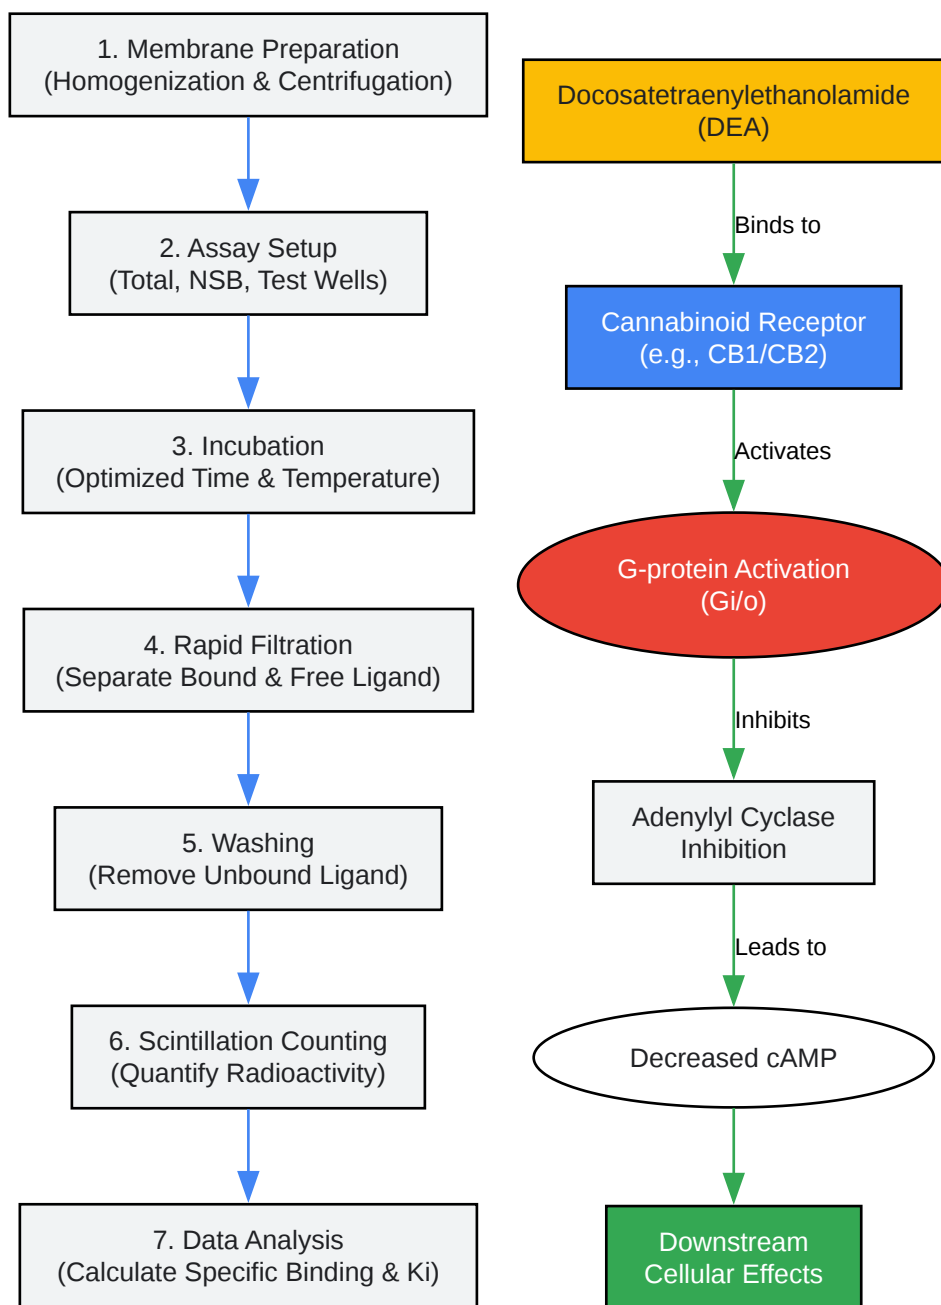 1. Membrane Preparation
(Homogenization & Centrifugation)
2. Assay Setup
(Total, NSB, Test Wells)
3. Incubation
(Optimized Time & Temperature)
4. Rapid Filtration
(Separate Bound & Free Ligand)
5. Washing
(Remove Unbound Ligand)
6. Scintillation Counting
(Quantify Radioactivity)
7. Data Analysis
(Calculate Specific Binding & Ki)
Docosatetraenylethanolamide
(DEA)
Binds to
Cannabinoid Receptor
(e.g., CB1/CB2)
Activates
G-protein Activation
(Gi/o)
Inhibits
Adenylyl Cyclase
Inhibition
Leads to
Decreased cAMP
Downstream
Cellular Effects